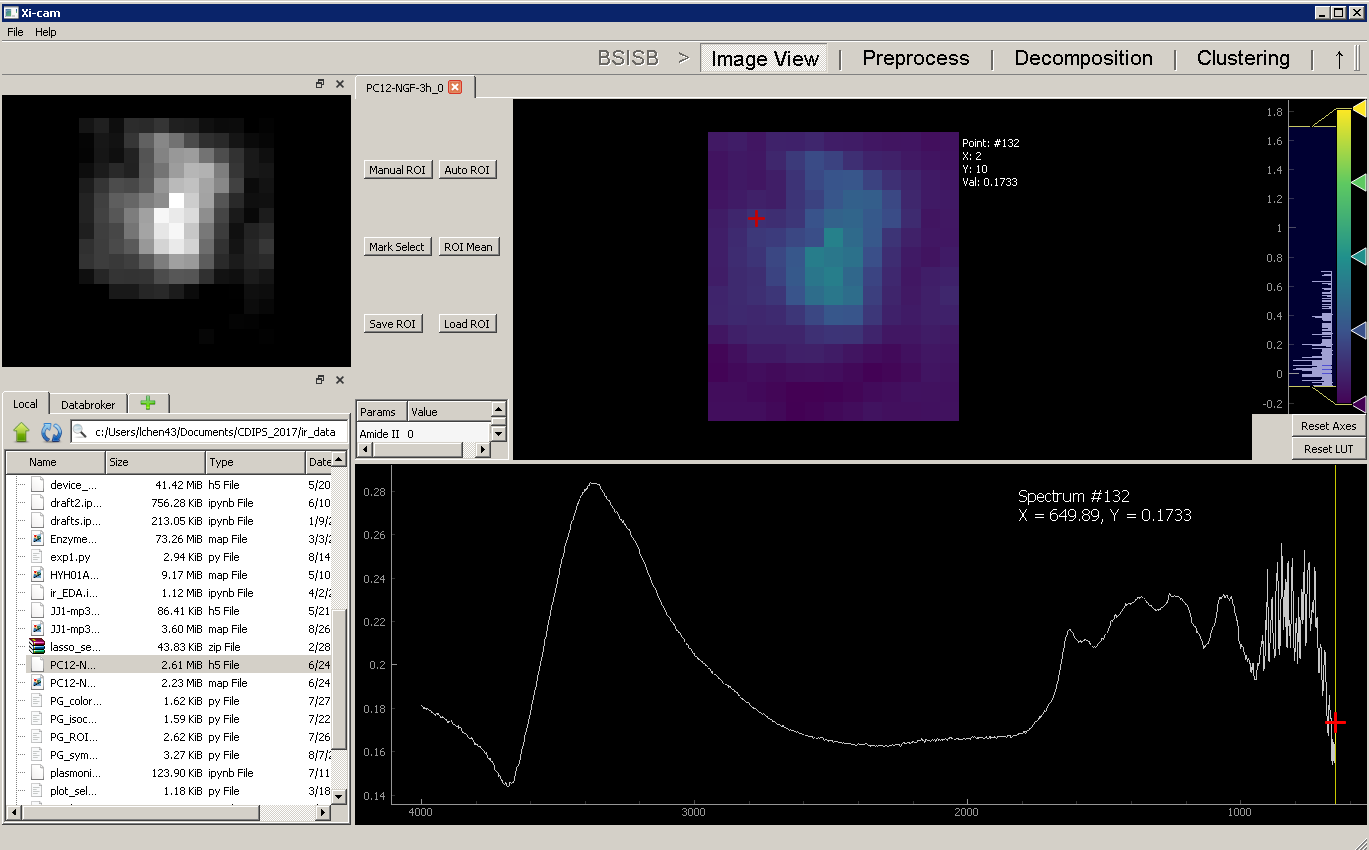 Xi-cam
File Help
BSISB > Image View | Preprocess | Decomposition | Clustering | ↑
PC12-NGF-3h_0
Manual ROI Auto ROI
Mark Select ROI Mean
Save ROI Load ROI
Params Value
Amide II 0
Point: #132
X: 2
Y: 10
Val: 0.1733
1.8
1.6
1.4
1.2
1
0.8
0.6
0.4
0.2
0
-0.2
Reset Axes
Reset LUT
Local Databroker
c:/Users/lchen43/Documents/CDIPS_2017/ir_data
Name Size Type Date
device_... 41.42 MiB h5 File 5/20
draft2.ip... 756.28 KiB ipynb File 6/10
drafts.ip... 213.05 KiB ipynb File 1/9/2
Enzyme... 73.26 MiB map File 3/3/2
exp1.py 2.94 KiB py File 8/14
HYH01A... 9.17 MiB map File 5/10
ir_EDA.i... 1.12 MiB ipynb File 4/2/2
JJ1-mp3... 86.41 KiB h5 File 5/21
JJ1-mp3... 3.60 MiB map File 8/26
lasso_se... 43.83 KiB zip File 2/28
PC12-N... 2.61 MiB h5 File 6/24
PC12-N... 2.23 MiB map File 6/24
PG_color... 1.62 KiB py File 7/27
PG_isoc... 1.59 KiB py File 7/22
PG_ROI... 2.62 KiB py File 7/26
PG_sym... 3.27 KiB py File 8/7/2
plasmoni... 123.90 KiB ipynb File 7/11
plot_sel... 1.18 KiB py File 3/18
Spectrum #132
X = 649.89, Y = 0.1733
0.28
0.26
0.24
0.22
0.2
0.18
0.16
0.14
4000 3000 2000 1000